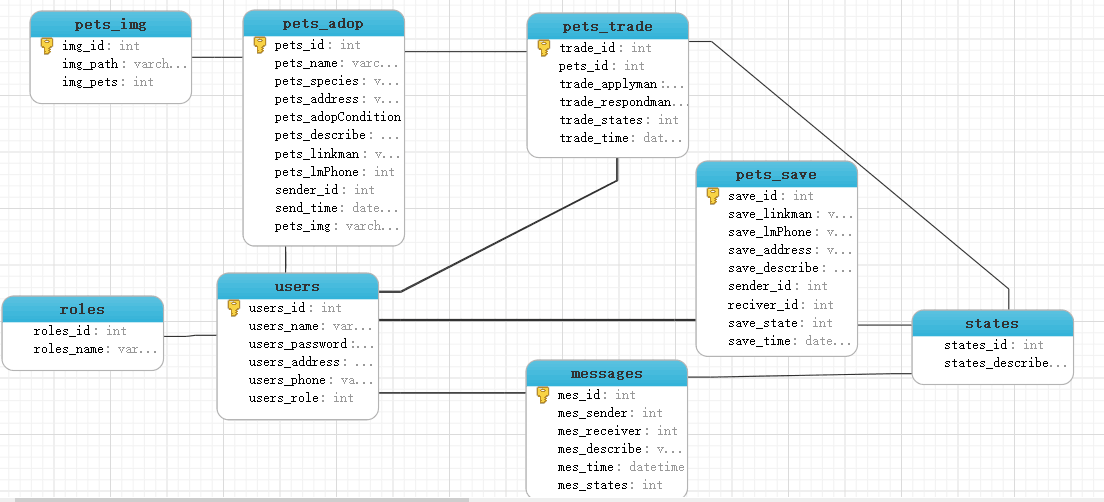 pets_img
img_id: int
img_path: varch...
img_pets: int
pets_adop
pets_id: int
pets_name: varc...
pets_species: v...
pets_address: v...
pets_adopCondition
pets_describe: ...
pets_linkman: v...
pets_lmPhone: int
sender_id: int
send_time: date...
pets_img: varch...
pets_trade
trade_id: int
pets_id: int
trade_applyman:...
trade_respondman...
trade_states: int
trade_time: dat...
pets_save
save_id: int
save_linkman: v...
save_lmPhone: v...
save_address: v...
save_describe: ...
sender_id: int
reciver_id: int
save_state: int
save_time: date...
roles
roles_id: int
roles_name: var...
users
users_id: int
users_name: var...
users_password:...
users_address: ...
users_phone: va...
users_role: int
messages
mes_id: int
mes_sender: int
mes_receiver: int
mes_describe: v...
mes_time: datetime
mes_states: int
states
states_id: int
states_describe...